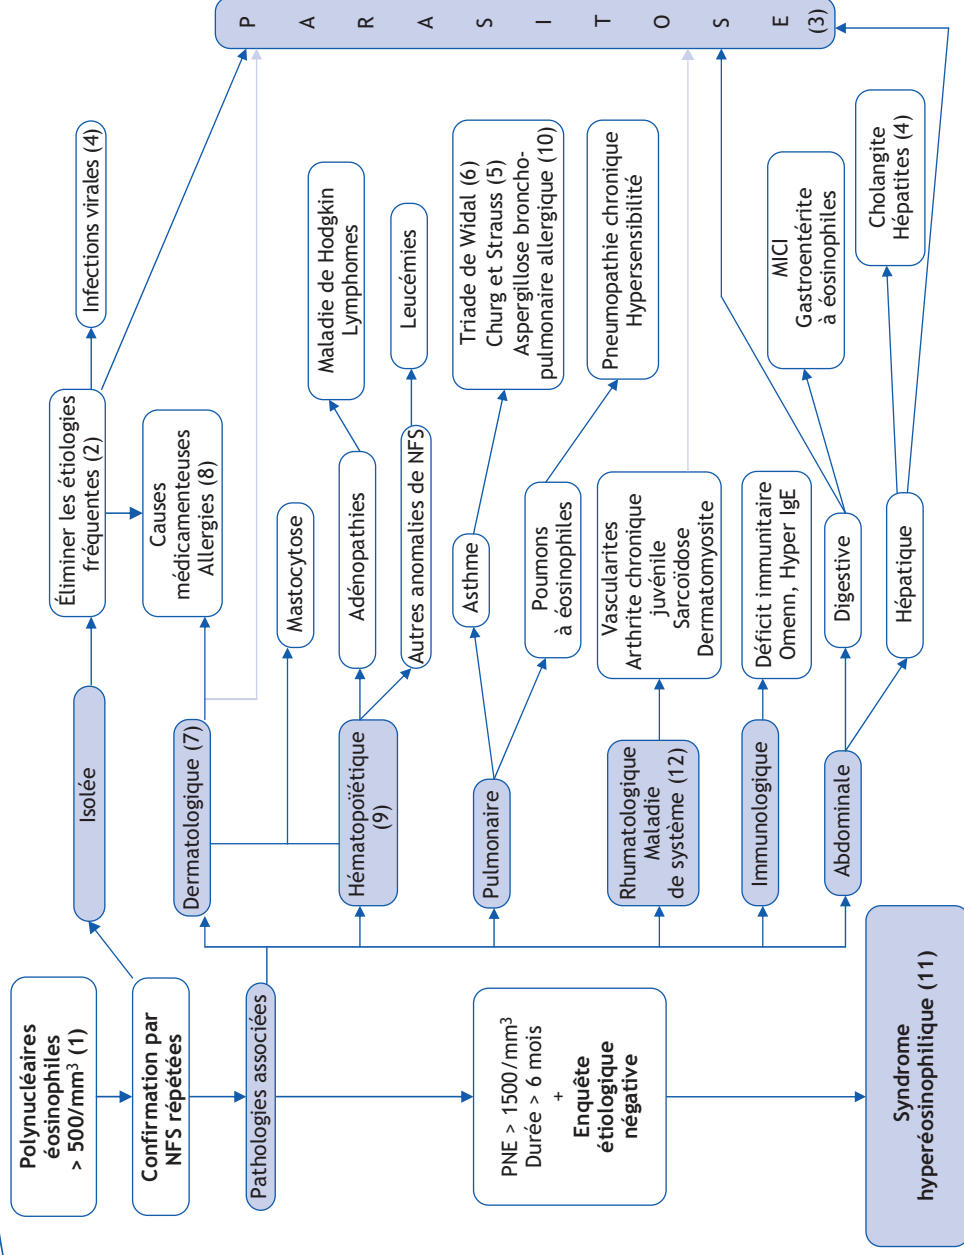 Polynucléaires
éosinophiles
> 500/mm³ (1)
Confirmation par
NFS répétées
Isolée
Éliminer les étiologies
fréquentes (2)
Infections virales (4)
Causes
médicamenteuses
Allergies (8)
Pathologies associées
Dermatologique (7)
Mastocytose
Hématopoïétique
(9)
Adénopathies
Maladie de Hodgkin
Lymphomes
Autres anomalies de NFS
Leucémies
Pulmonaire
Asthme
Triade de Widal (6)
Churg et Strauss (5)
Aspergillose broncho-
pulmonaire allergique (10)
Poumons
à éosinophiles
Pneumopathie chronique
Hypersensibilité
Rhumatologique
Maladie
de système (12)
Vascularites
Arthrite chronique
juvénile
Sarcoïdose
Dermatomyosite
Immunologique
Déficit immunitaire
Omenn, Hyper IgE
Abdominale
Digestive
MICI
Gastroentérite
à éosinophiles
Hépatique
Cholangite
Hépatites (4)
P
A
R
A
S
I
T
O
S
E
(3)
PNE > 1500/mm³
Durée > 6 mois
+
Enquête
étiologique
négative
Syndrome
hyperéosinophilique (11)